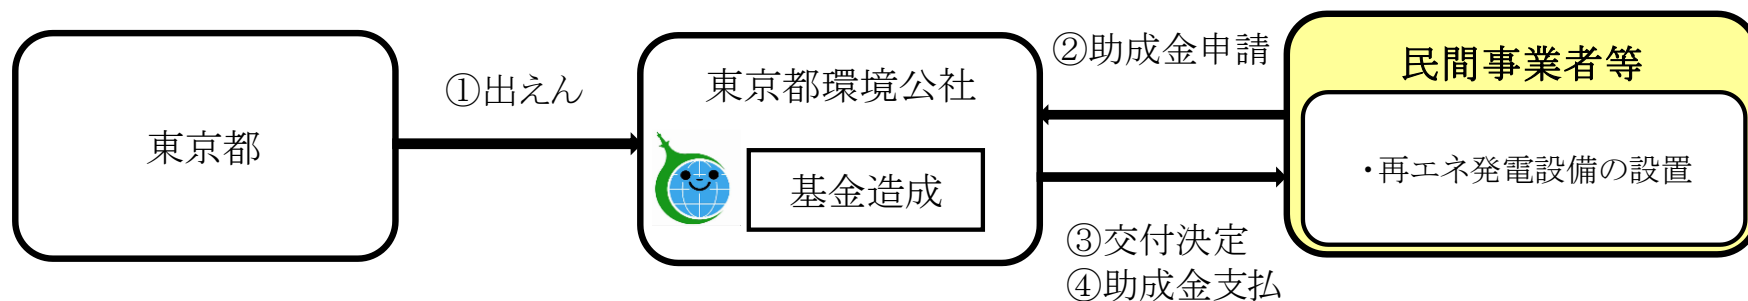 東京都
①出えん
東京都環境公社
基金造成
②助成金申請
③交付決定
④助成金支払
民間事業者等
・再エネ発電設備の設置